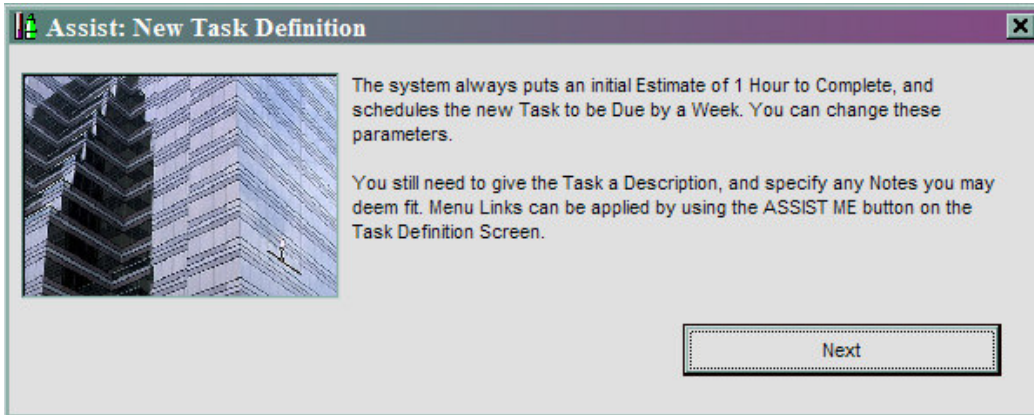 Assist: New Task Definition
The system always puts an initial Estimate of 1 Hour to Complete, and
schedules the new Task to be Due by a Week. You can change these
parameters.
You still need to give the Task a Description, and specify any Notes you may
deem fit. Menu Links can be applied by using the ASSIST ME button on the
Task Definition Screen.
Next